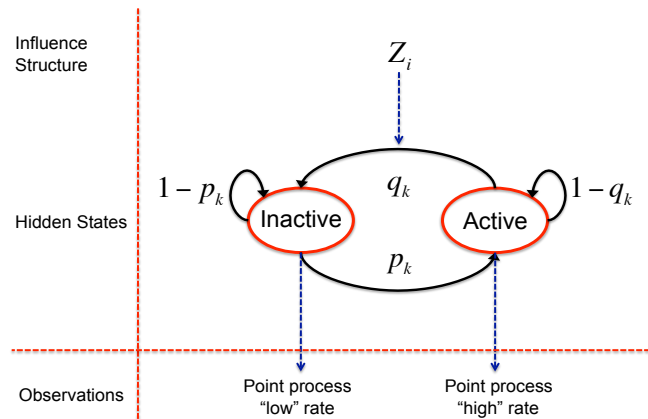 Influence
Structure
Z_i
1 − p_k
q_k
1 − q_k
Hidden States
Inactive
Active
p_k
Observations
Point process
“low” rate
Point process
“high” rate